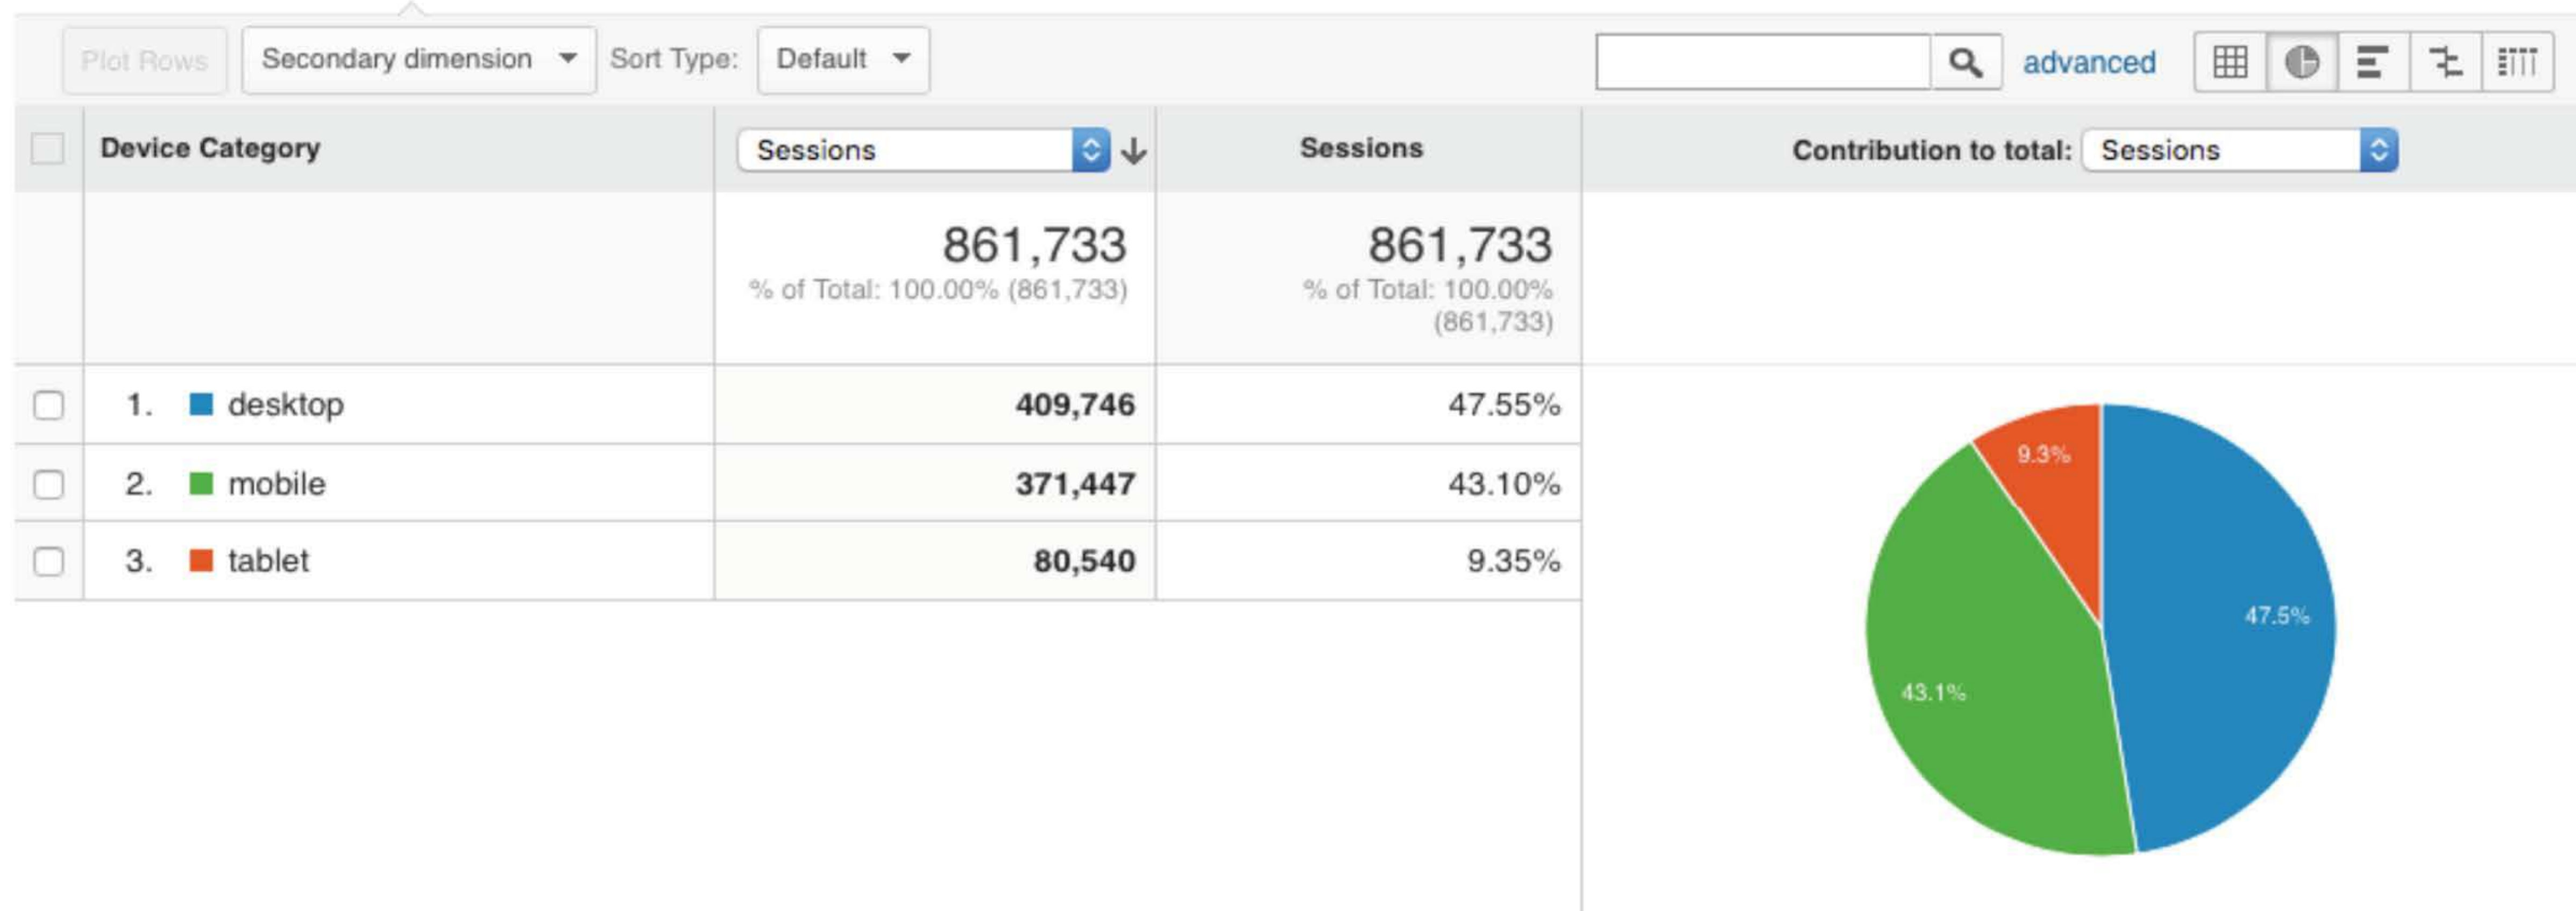 Plot Rows Secondary dimension Sort Type: Default advanced
Device Category Sessions Sessions Contribution to total: Sessions
861,733 861,733
% of Total: 100.00% (861,733) % of Total: 100.00%
(861,733)
1. desktop 409,746 47.55%
2. mobile 371,447 43.10%
3. tablet 80,540 9.35%
9.3%
47.5%
43.1%